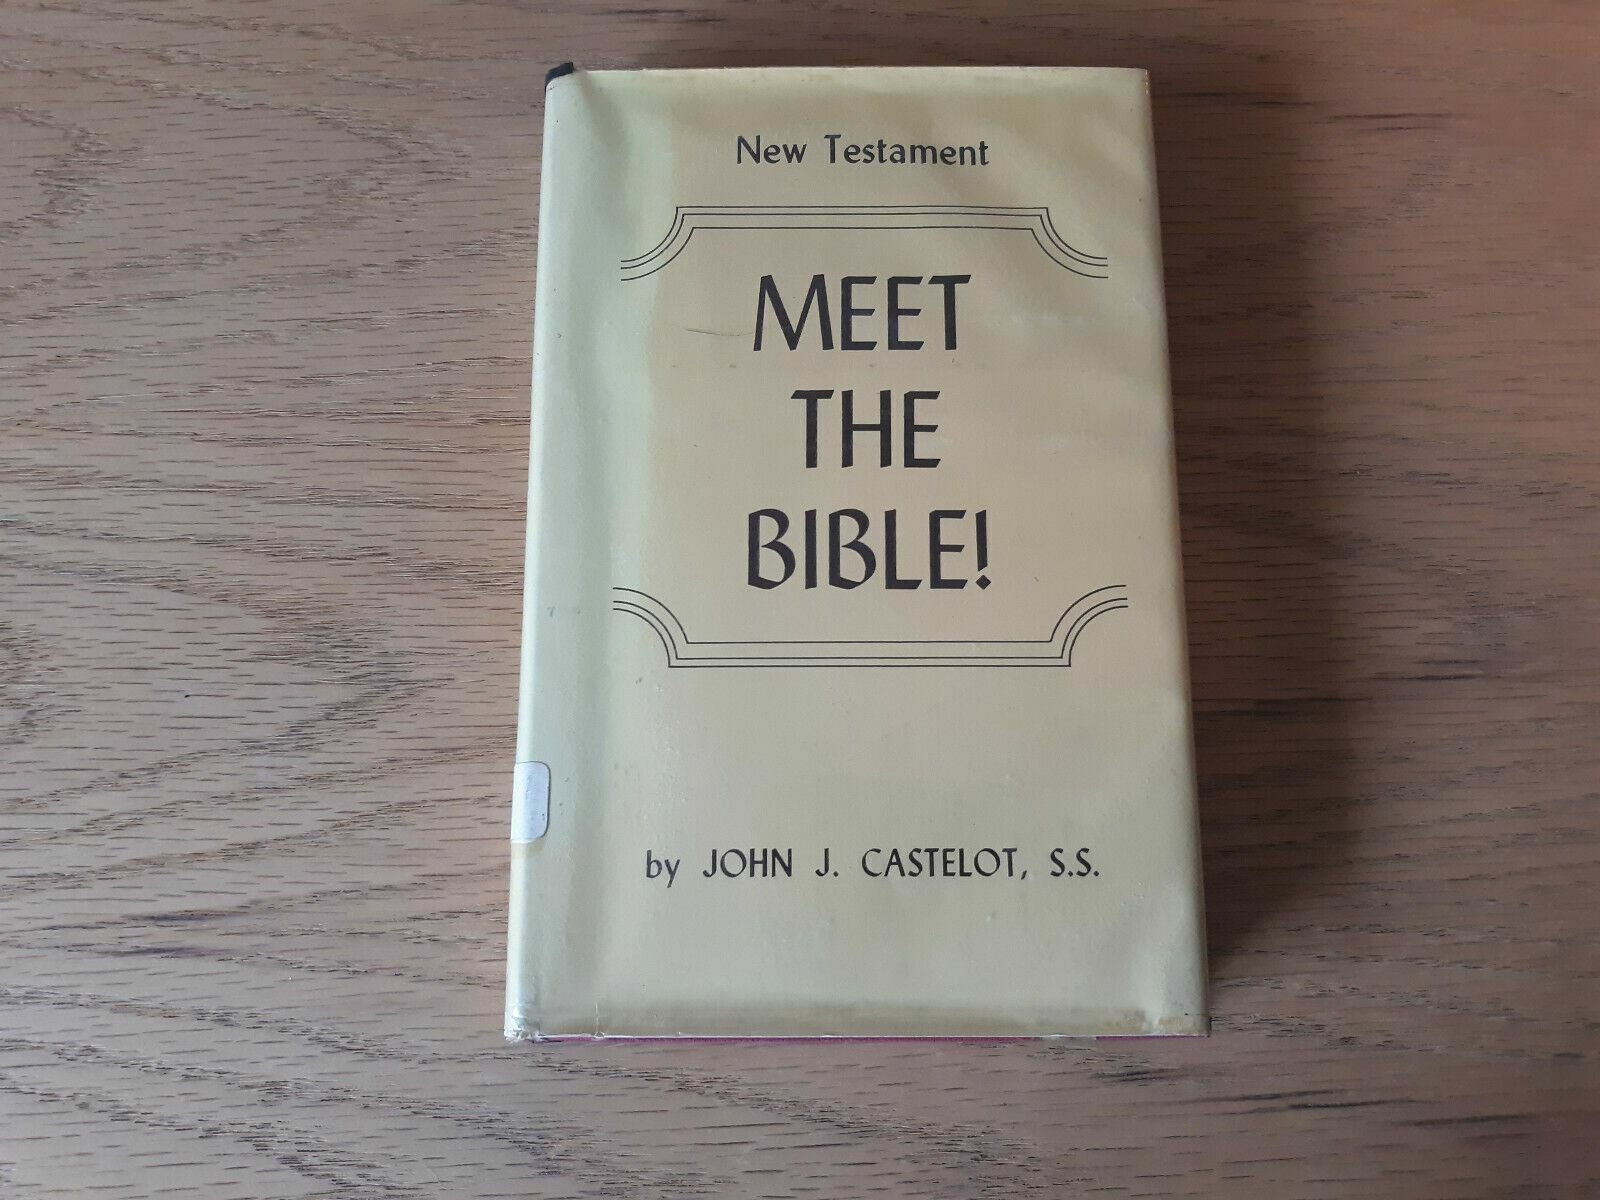 New Testament
MEET
THE
BIBLE!
by JOHN J. CASTELOT, S.S.